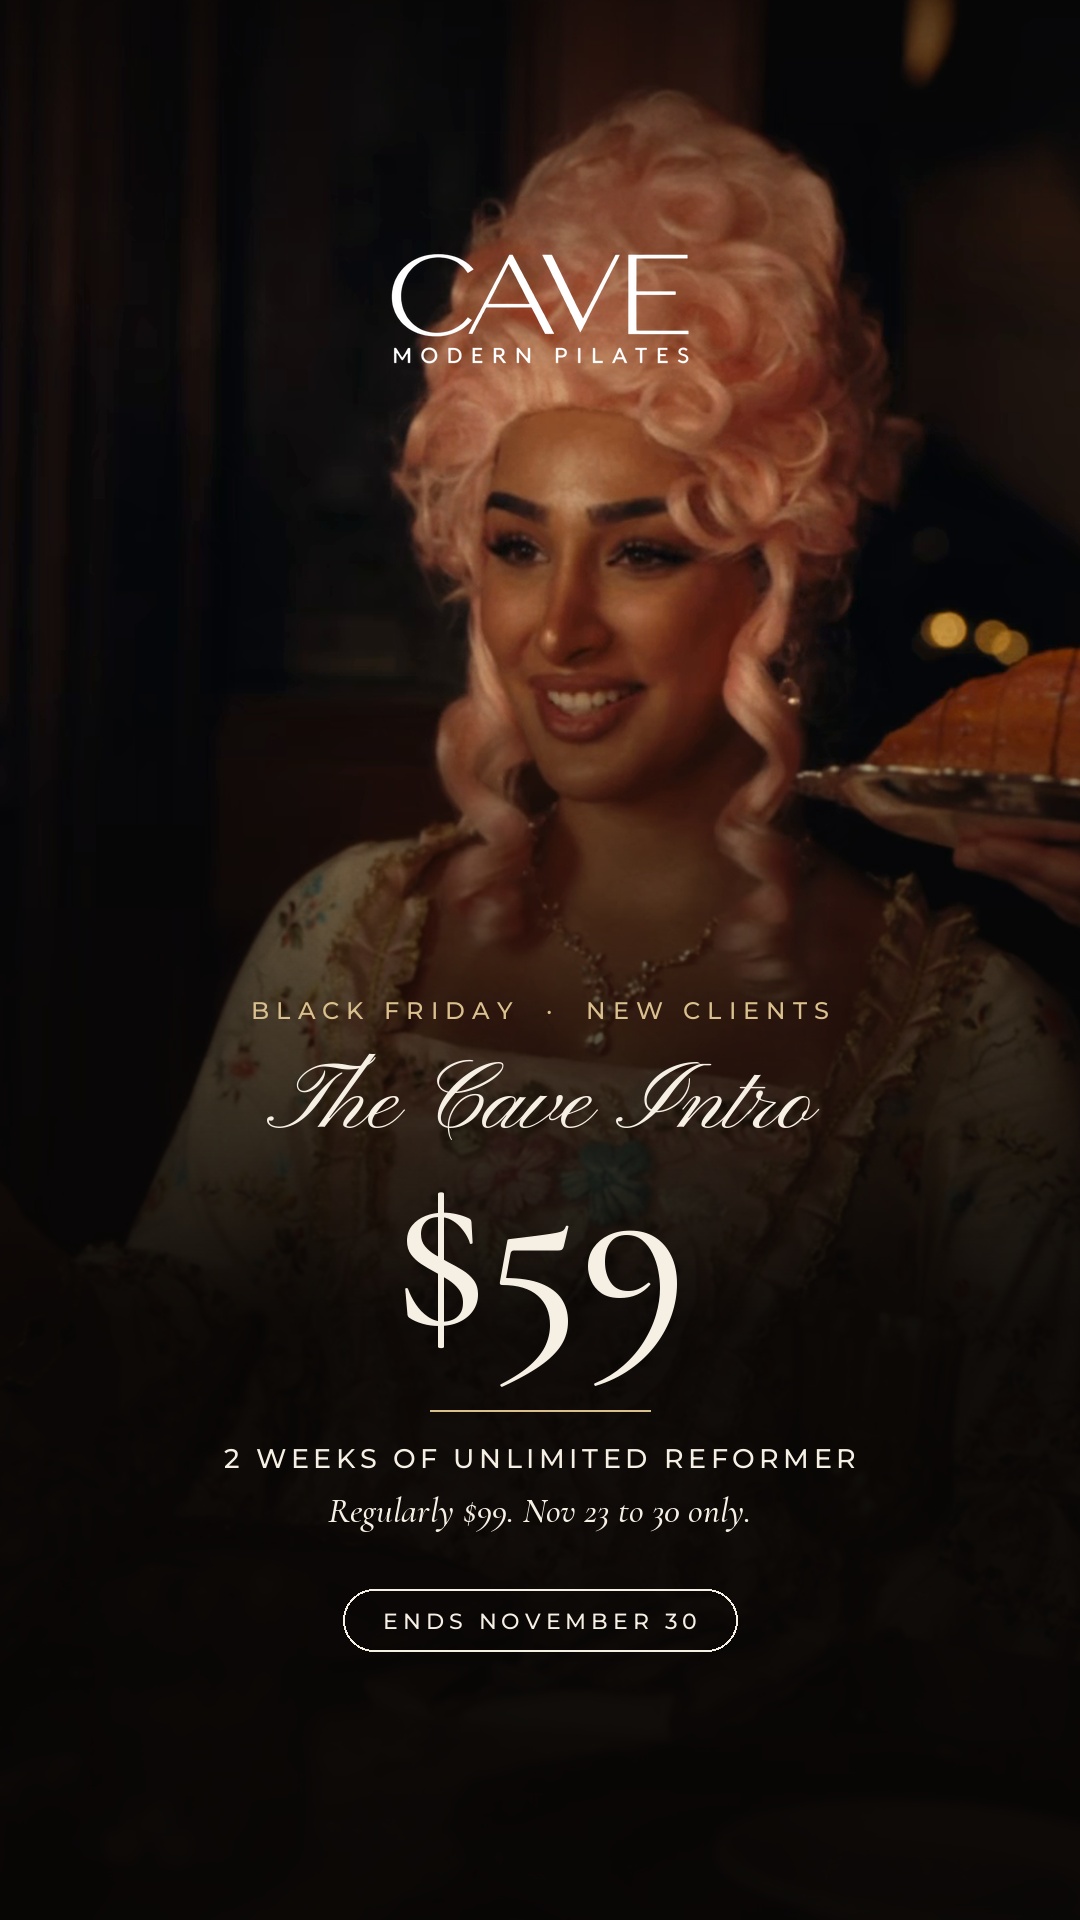 CAVE
MODERN PILATES
BLACK FRIDAY · NEW CLIENTS
The Cave Intro
$59
2 WEEKS OF UNLIMITED REFORMER
Regularly $99. Nov 23 to 30 only.
ENDS NOVEMBER 30